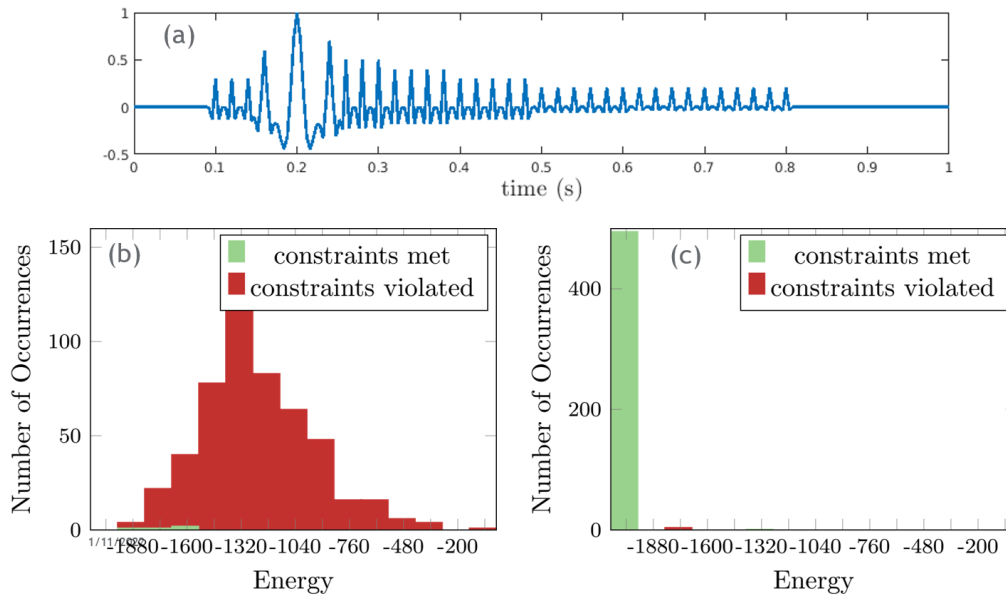 (a)
1
0.5
0
-0.5
0 0.1 0.2 0.3 0.4 0.5 0.6 0.7 0.8 0.9 1
time (s)
(b)
constraints met
constraints violated
Number of Occurrences
150
100
50
0
-1880 -1600 -1320 -1040 -760 -480 -200
Energy
(c)
constraints met
constraints violated
Number of Occurrences
400
200
0
-1880 -1600 -1320 -1040 -760 -480 -200
Energy